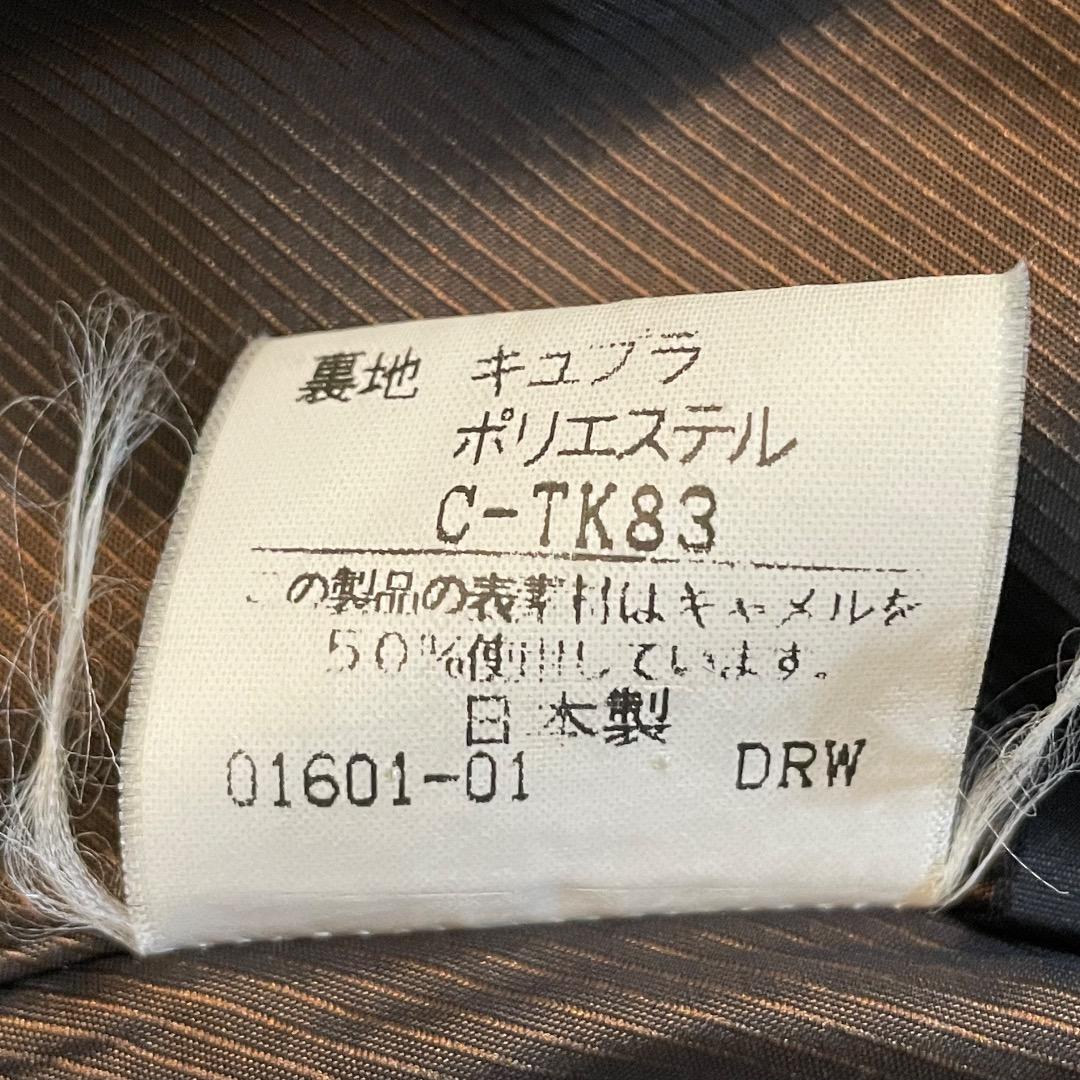 裏地 キュプラ
ポリエステル
C-TK83
この製品の表素材はキャメルを
50%使用しています。
日本製
01601-01 DRW